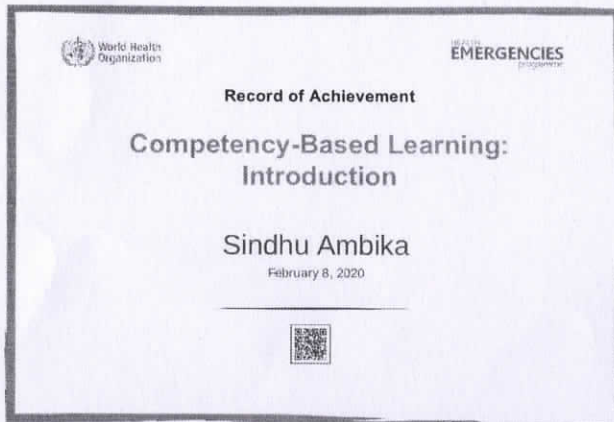 World Health
Organization
HEALTH
EMERGENCIES
programme
Record of Achievement
Competency-Based Learning:
Introduction
Sindhu Ambika
February 8, 2020